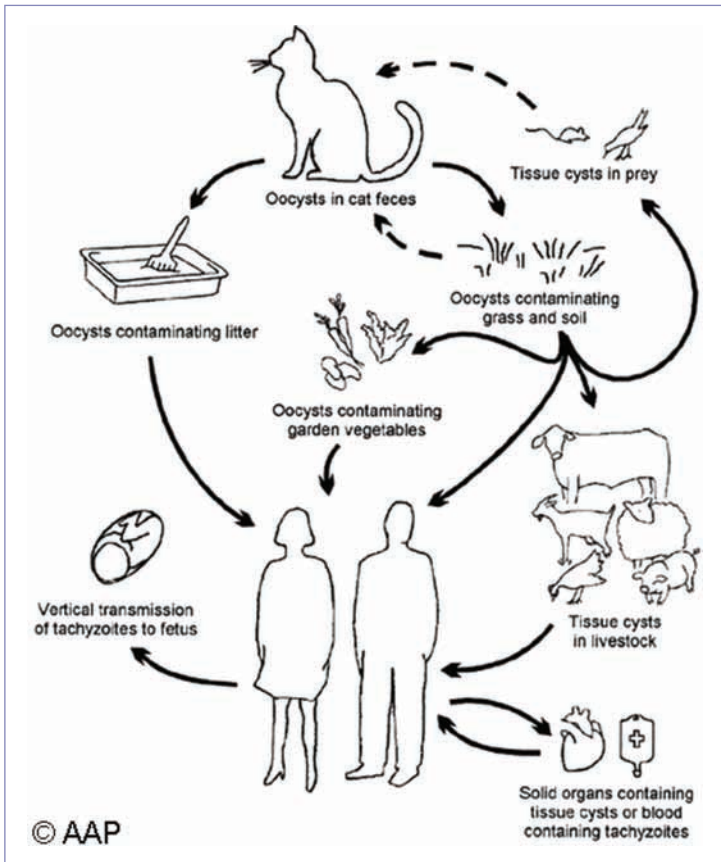 Oocysts in cat feces
Tissue cysts in prey
Oocysts contaminating litter
Oocysts contaminating
grass and soil
Oocysts contaminating
garden vegetables
Vertical transmission
of tachyzoites to fetus
Tissue cysts
in livestock
Solid organs containing
tissue cysts or blood
containing tachyzoites
© AAP